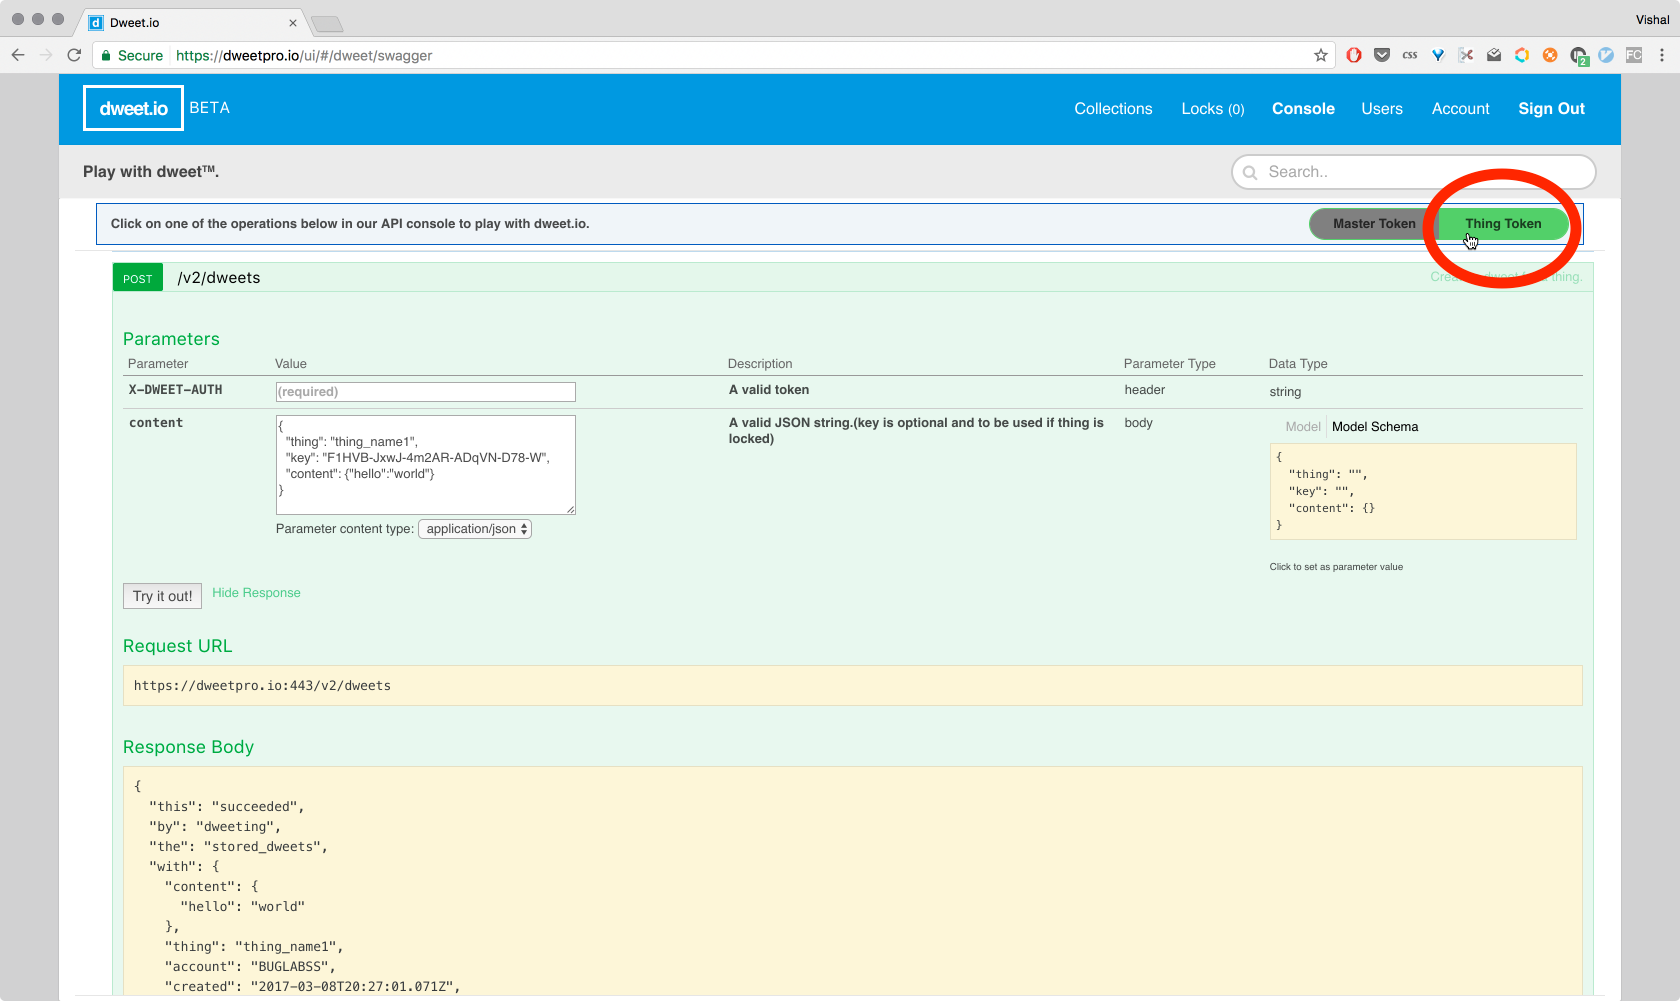 Dweet.io
Vishal
Secure https://dweetpro.io/ui/#/dweet/swagger
css
2
FC
dweet.io BETA
Collections Locks (0) Console Users Account Sign Out
Play with dweet™.
Search..
Click on one of the operations below in our API console to play with dweet.io.
Master Token Thing Token
POST /v2/dweets
thing.
Parameters
Parameter Value Description Parameter Type Data Type
X-DWEET-AUTH (required) A valid token header string
content
{
"thing": "thing_name1",
"key": "F1HVB-JxwJ-4m2AR-ADqVN-D78-W",
"content": {"hello":"world"}
}
Parameter content type: application/json
A valid JSON string.(key is optional and to be used if thing is
locked)
body
Model Model Schema
{
"thing": "",
"key": "",
"content": {}
}
Click to set as parameter value
Try it out! Hide Response
Request URL
https://dweetpro.io:443/v2/dweets
Response Body
{
"this": "succeeded",
"by": "dweeting",
"the": "stored_dweets",
"with": {
"content": {
"hello": "world"
},
"thing": "thing_name1",
"account": "BUGLABSS",
"created": "2017-03-08T20:27:01.071Z",